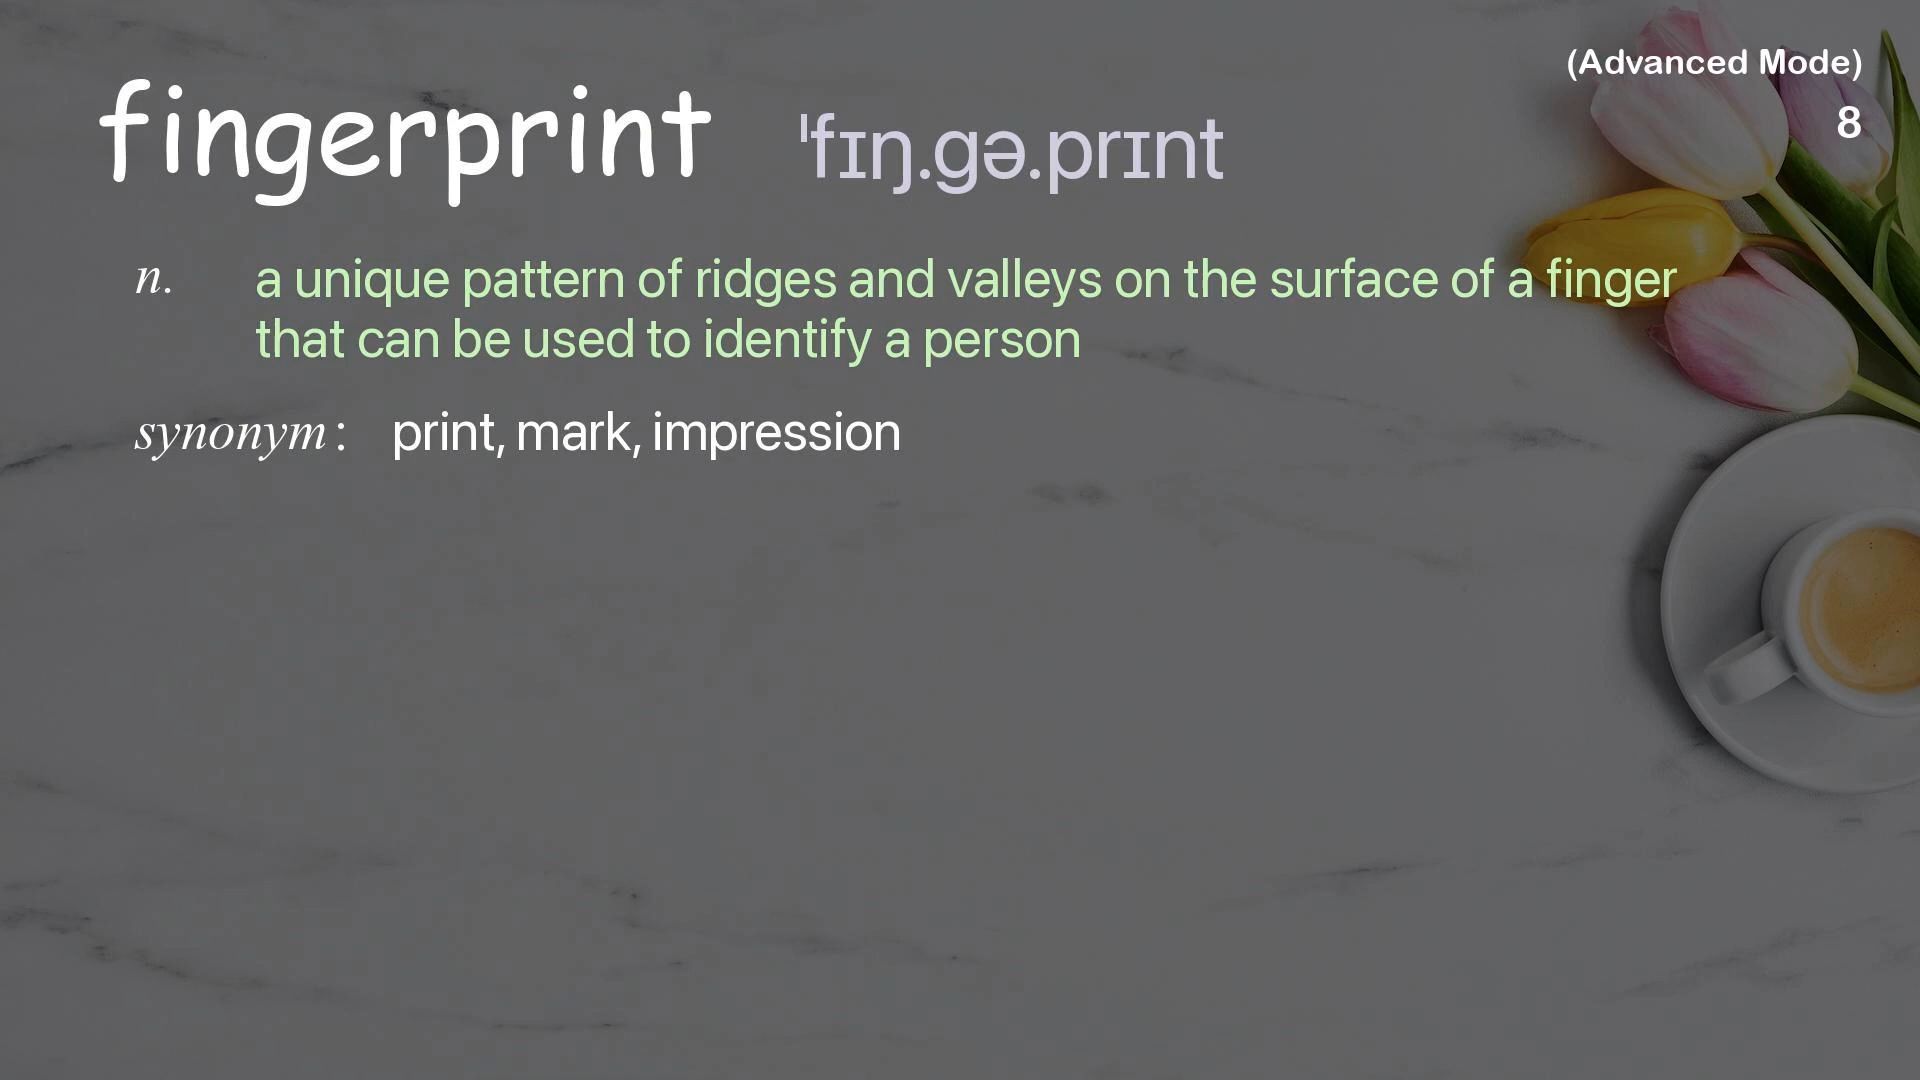 (Advanced Mode)
8
fingerprint ˈfɪŋ.gə.prɪnt
n. a unique pattern of ridges and valleys on the surface of a finger
that can be used to identify a person
synonym: print, mark, impression